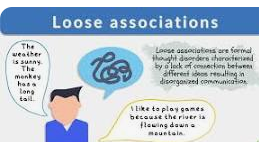 Loose associations
The
weather
is sunny.
The
monkey
has a
long
tail.
Loose associations are formal
thought disorders characterized
by a lack of connection between
different ideas resulting in
disorganized communication.
I like to play games
because the river is
flowing down a
mountain.